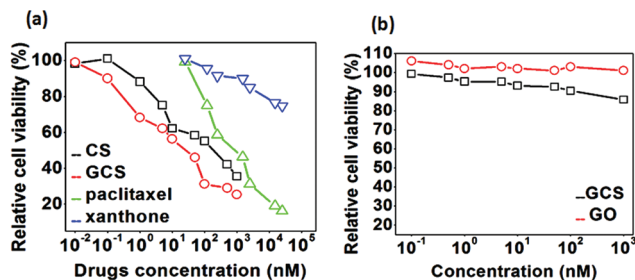 (a)
Relative cell viability (%)
100
80
60
40
20
CS
GCS
paclitaxel
xanthone
10⁻² 10⁻¹ 10⁰ 10¹ 10² 10³ 10⁴ 10⁵
Drugs concentration (nM)
(b)
Relative cell viability (%)
110
100
90
80
70
60
50
40
30
20
GCS
GO
10⁻¹ 10⁰ 10¹ 10² 10³
Concentration (nM)